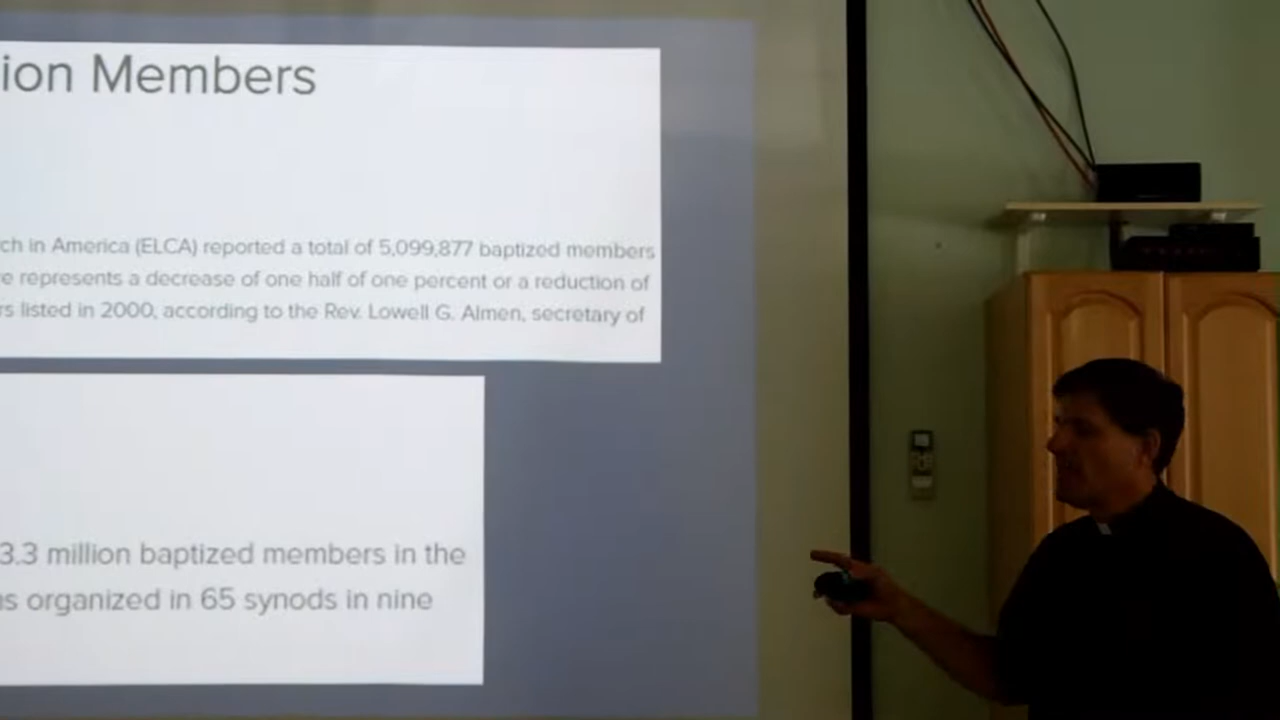 ion Members
ch in America (ELCA) reported a total of 5,099,877 baptized members
e represents a decrease of one half of one percent or a reduction of
rs listed in 2000, according to the Rev. Lowell G. Almen, secretary of
3.3 million baptized members in the
ns organized in 65 synods in nine